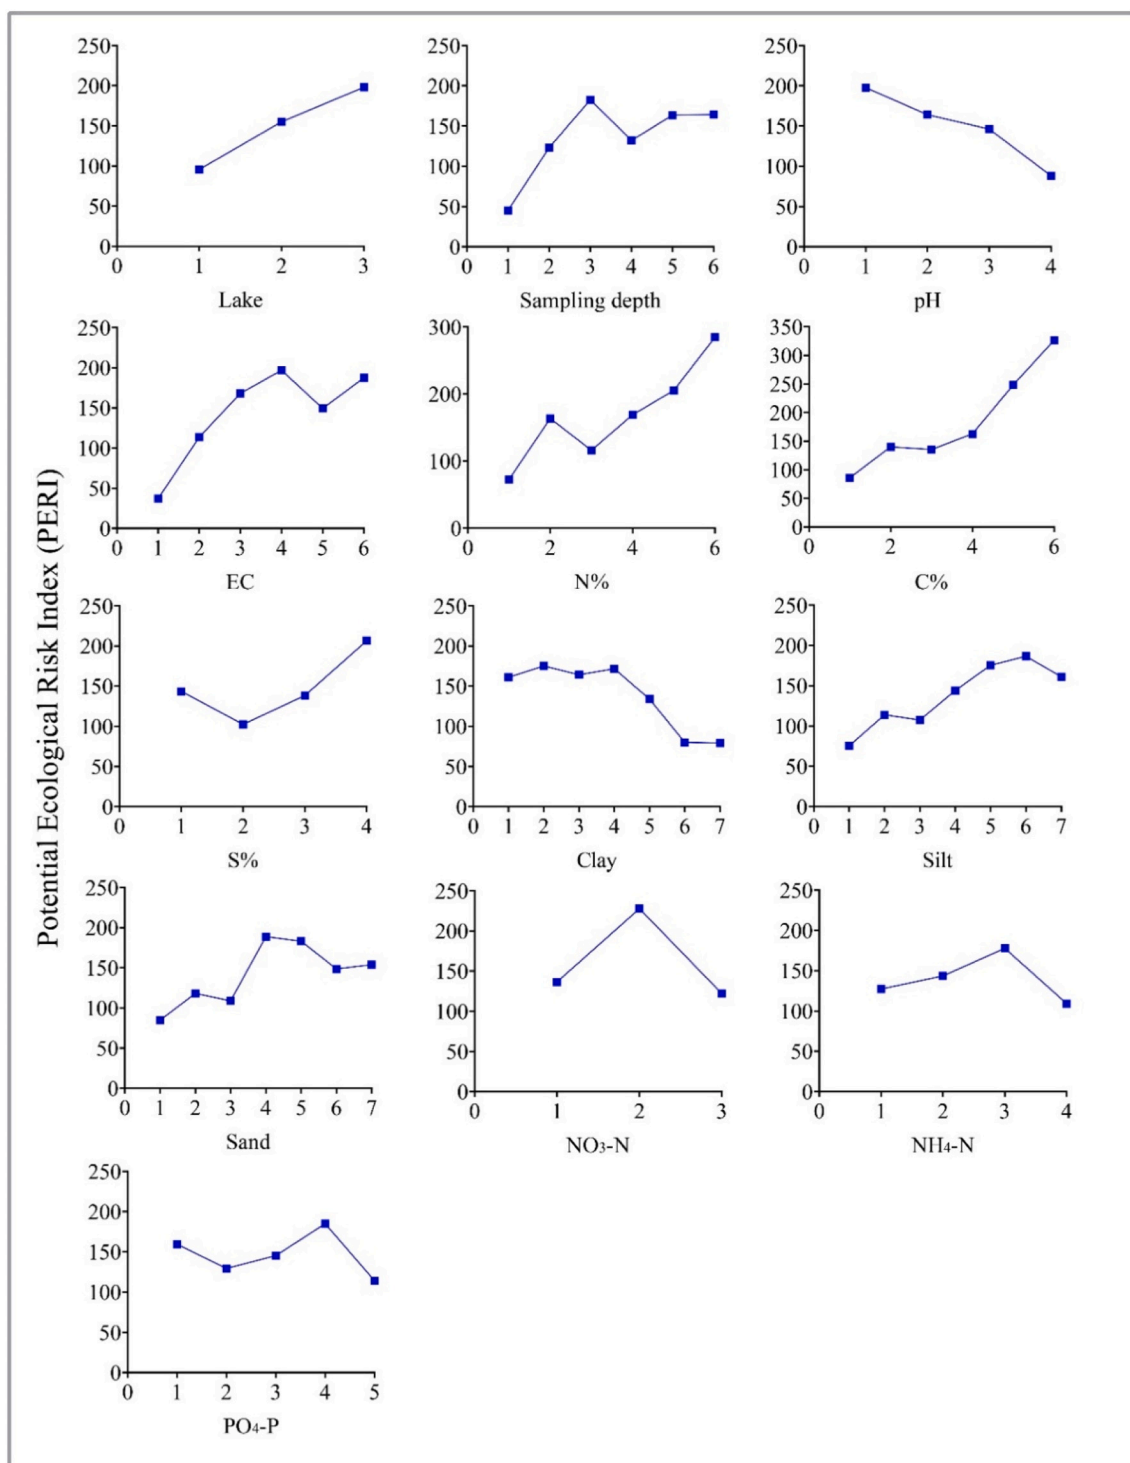 Potential Ecological Risk Index (PERI)
250
200
150
100
50
0
0 1 2 3
Lake
250
200
150
100
50
0
0 1 2 3 4 5 6
Sampling depth
250
200
150
100
50
0
0 1 2 3 4
pH
250
200
150
100
50
0
0 1 2 3 4 5 6
EC
300
200
100
0
0 2 4 6
N%
350
300
250
200
150
100
50
0
0 2 4 6
C%
250
200
150
100
50
0
0 1 2 3 4
S%
250
200
150
100
50
0
0 1 2 3 4 5 6 7
Clay
250
200
150
100
50
0
0 1 2 3 4 5 6 7
Silt
250
200
150
100
50
0
0 1 2 3 4 5 6 7
Sand
250
200
150
100
50
0
0 1 2 3
NO₃-N
250
200
150
100
50
0
0 1 2 3 4
NH₄-N
250
200
150
100
50
0
0 1 2 3 4 5
PO₄-P